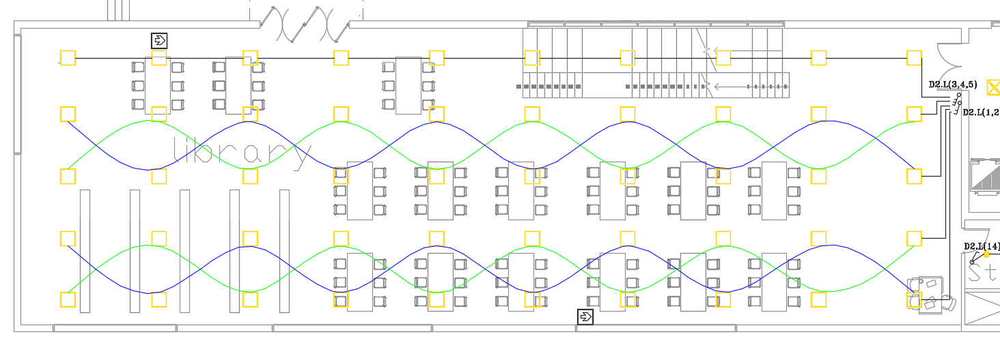 D2.L(3,4,5)
D2.L(1,2
library
D2.L(14)
St